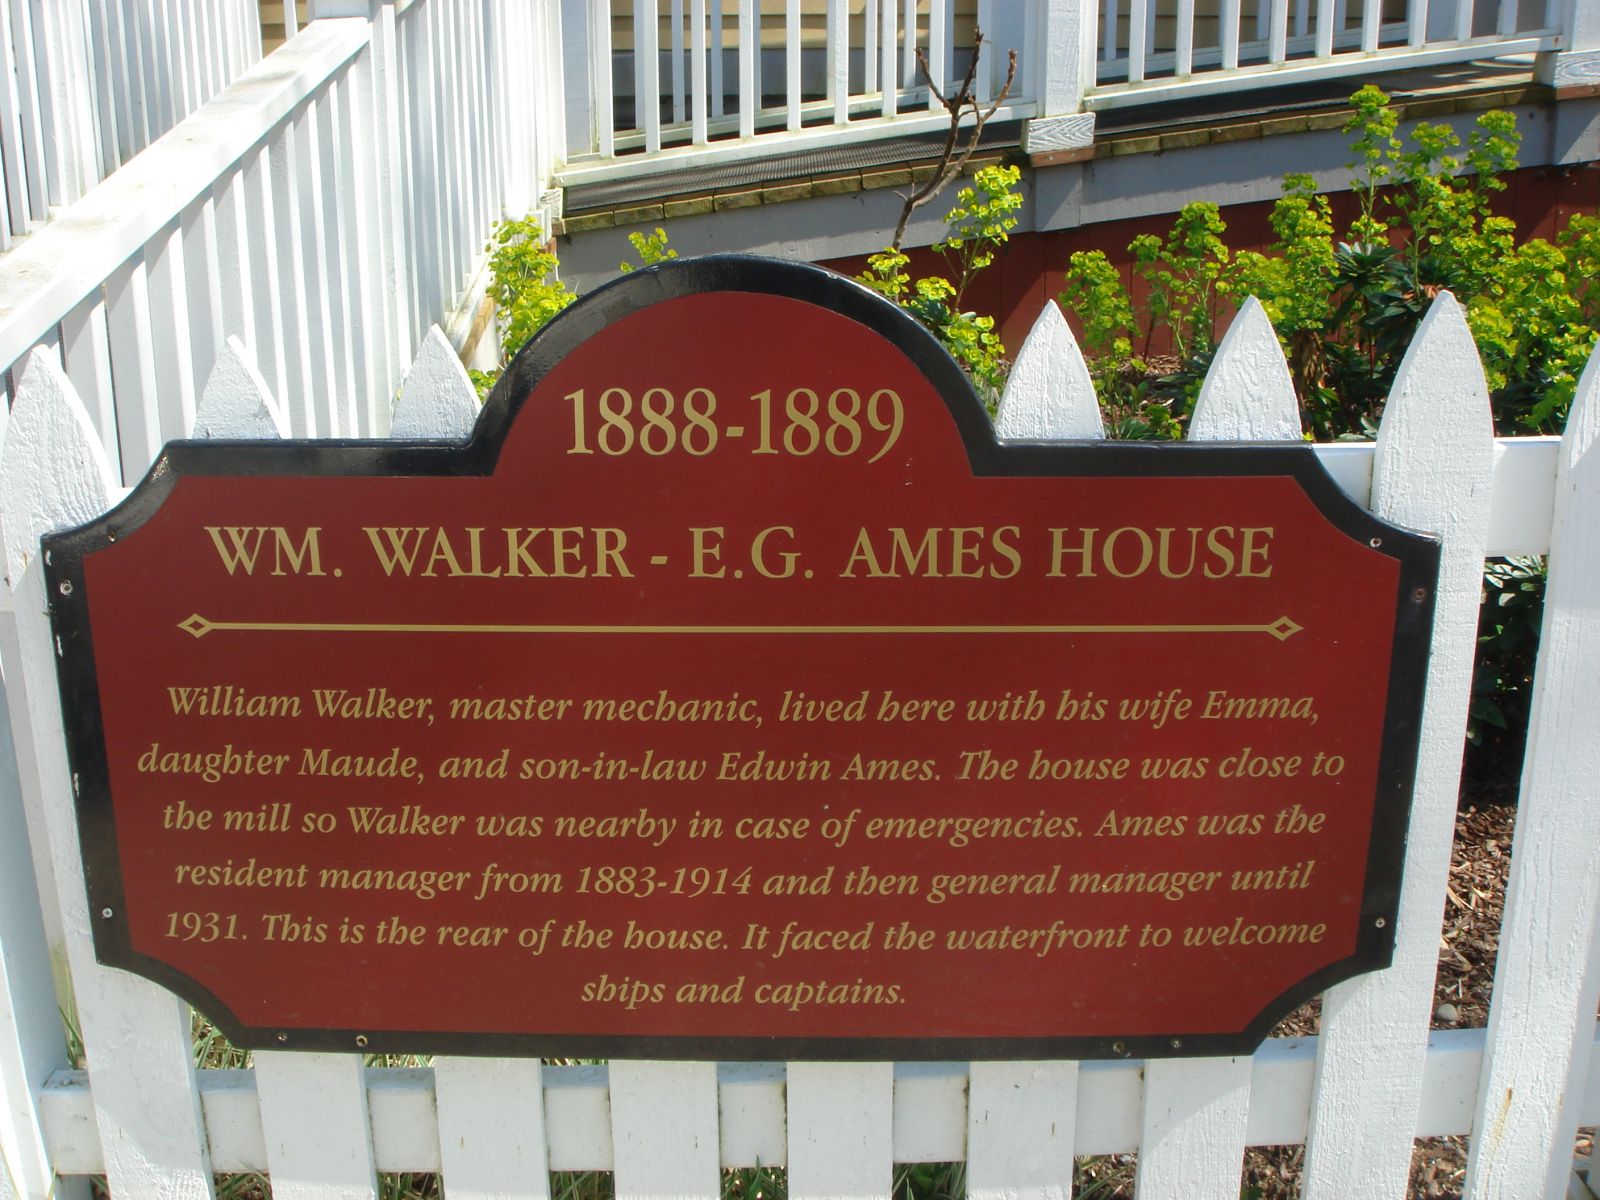 1888-1889
WM. WALKER - E.G. AMES HOUSE
William Walker, master mechanic, lived here with his wife Emma,
daughter Maude, and son-in-law Edwin Ames. The house was close to
the mill so Walker was nearby in case of emergencies. Ames was the
resident manager from 1883-1914 and then general manager until
1931. This is the rear of the house. It faced the waterfront to welcome
ships and captains.